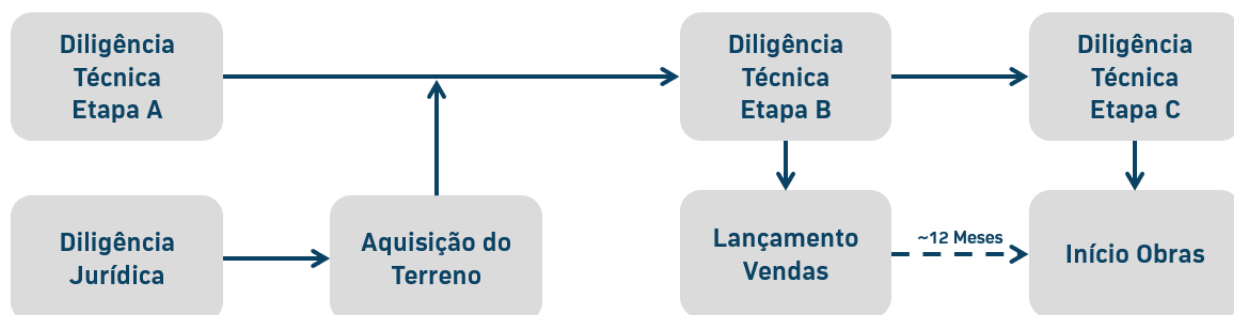 Diligência
Técnica
Etapa A
Diligência
Técnica
Etapa B
Diligência
Técnica
Etapa C
Diligência
Jurídica
Aquisição do
Terreno
Lançamento
Vendas
~12 Meses
Início Obras